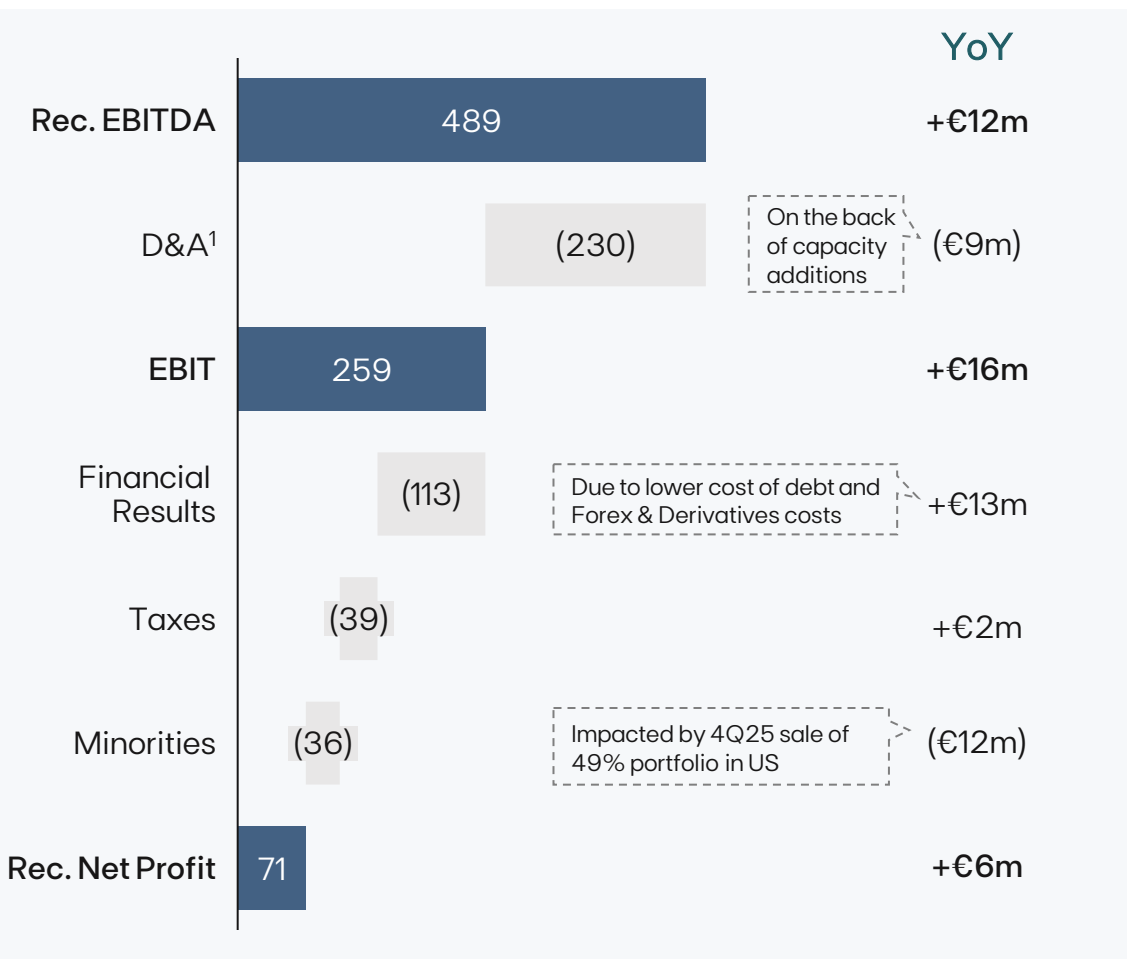 YoY
Rec. EBITDA 489 +€12m
D&A¹ (230) On the back
of capacity
additions (€9m)
EBIT 259 +€16m
Financial
Results (113) Due to lower cost of debt and
Forex & Derivatives costs +€13m
Taxes (39) +€2m
Minorities (36) Impacted by 4Q25 sale of
49% portfolio in US (€12m)
Rec. Net Profit 71 +€6m